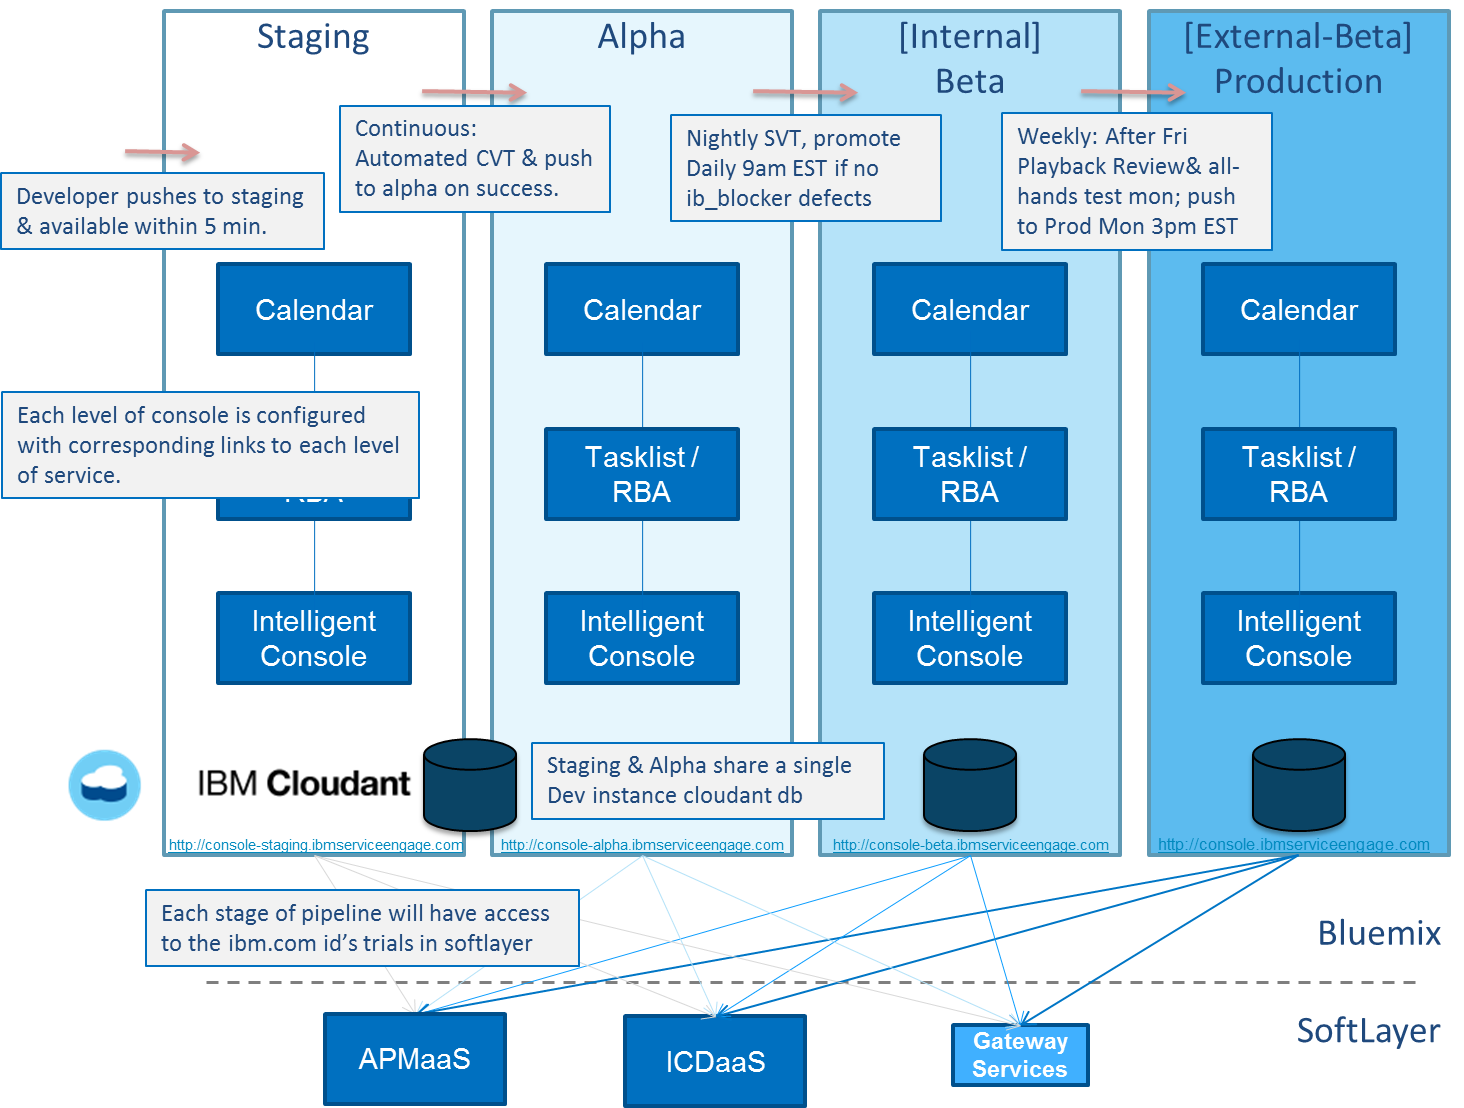 Staging
Alpha
[Internal]
Beta
[External-Beta]
Production
Developer pushes to staging
& available within 5 min.
Continuous:
Automated CVT & push
to alpha on success.
Nightly SVT, promote
Daily 9am EST if no
ib_blocker defects
Weekly: After Fri
Playback Review& all-
hands test mon; push
to Prod Mon 3pm EST
Calendar
Calendar
Calendar
Calendar
Each level of console is configured
with corresponding links to each level
of service.
RBA
Tasklist /
RBA
Tasklist /
RBA
Tasklist /
RBA
Intelligent
Console
Intelligent
Console
Intelligent
Console
Intelligent
Console
IBM Cloudant
Staging & Alpha share a single
Dev instance cloudant db
http://console-staging.ibmserviceengage.com
http://console-alpha.ibmserviceengage.com
http://console-beta.ibmserviceengage.com
http://console.ibmserviceengage.com
Each stage of pipeline will have access
to the ibm.com id's trials in softlayer
Bluemix
SoftLayer
APMaaS
ICDaaS
Gateway
Services